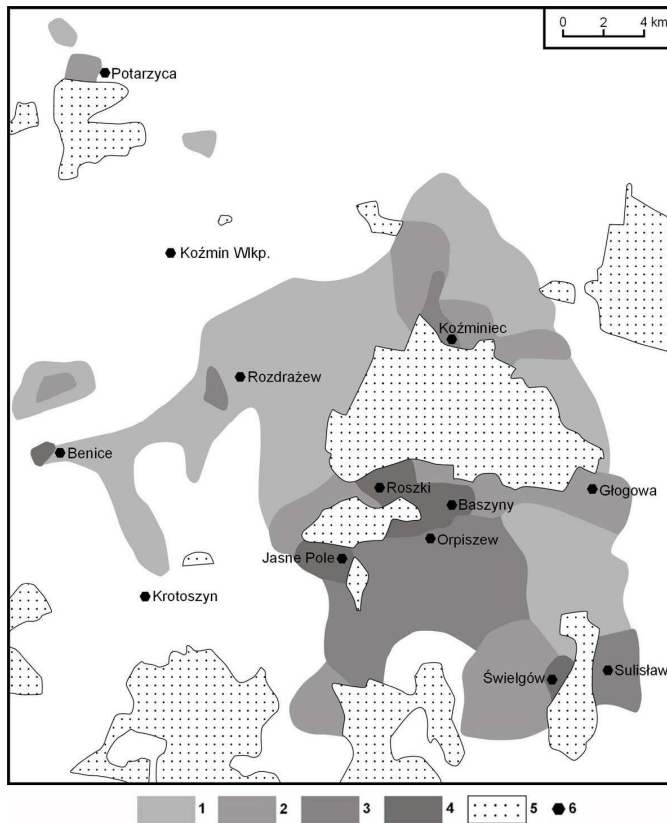 0 2 4 km
Potarzyca
Koźmin Wlkp.
Koźminiec
Rozdrażew
Benice
Roszki
Głogowa
Baszyny
Orpiszew
Jasne Pole
Krotoszyn
Świelgów
Sulisław
1 2 3 4 5 6